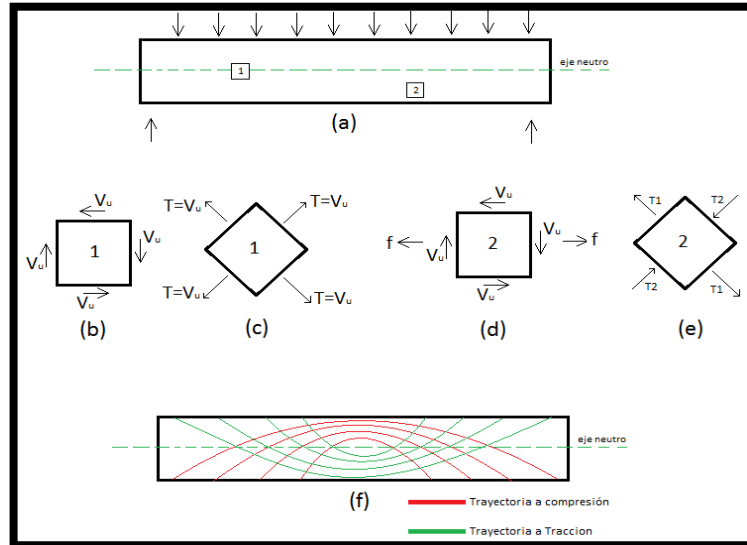 eje neutro
1
2
(a)
Vu
Vu
1
Vu
Vu
(b)
T=Vu
T=Vu
1
T=Vu
T=Vu
(c)
Vu
f
Vu
2
Vu
f
Vu
(d)
T1
T2
2
T2
T1
(e)
eje neutro
(f)
Trayectoria a compresión
Trayectoria a Traccion